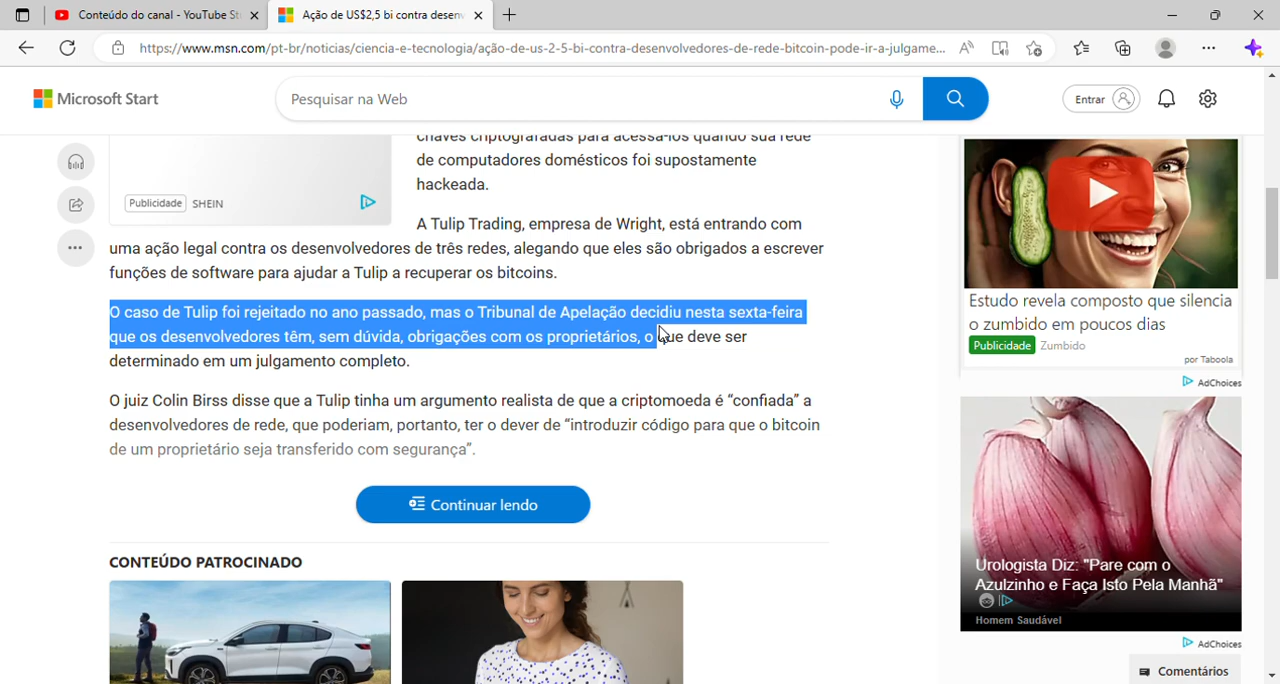 Conteúdo do canal - YouTube St
Ação de US$2,5 bi contra desenv
https://www.msn.com/pt-br/noticias/ciencia-e-tecnologia/ação-de-us-2-5-bi-contra-desenvolvedores-de-rede-bitcoin-pode-ir-a-julgame...
Microsoft Start
Pesquisar na Web
Entrar
chaves criptografadas para acessá-los quando sua rede
de computadores domésticos foi supostamente
hackeada.
Publicidade SHEIN
A Tulip Trading, empresa de Wright, está entrando com
uma ação legal contra os desenvolvedores de três redes, alegando que eles são obrigados a escrever
funções de software para ajudar a Tulip a recuperar os bitcoins.
O caso de Tulip foi rejeitado no ano passado, mas o Tribunal de Apelação decidiu nesta sexta-feira
que os desenvolvedores têm, sem dúvida, obrigações com os proprietários, o que deve ser
determinado em um julgamento completo.
O juiz Colin Birss disse que a Tulip tinha um argumento realista de que a criptomoeda é “confiada” a
desenvolvedores de rede, que poderiam, portanto, ter o dever de “introduzir código para que o bitcoin
de um proprietário seja transferido com segurança”.
Continuar lendo
CONTEÚDO PATROCINADO
Estudo revela composto que silencia
o zumbido em poucos dias
Publicidade Zumbido
por Taboola
AdChoices
Urologista Diz: "Pare com o
Azulzinho e Faça Isto Pela Manhã"
Homem Saudável
AdChoices
Comentários